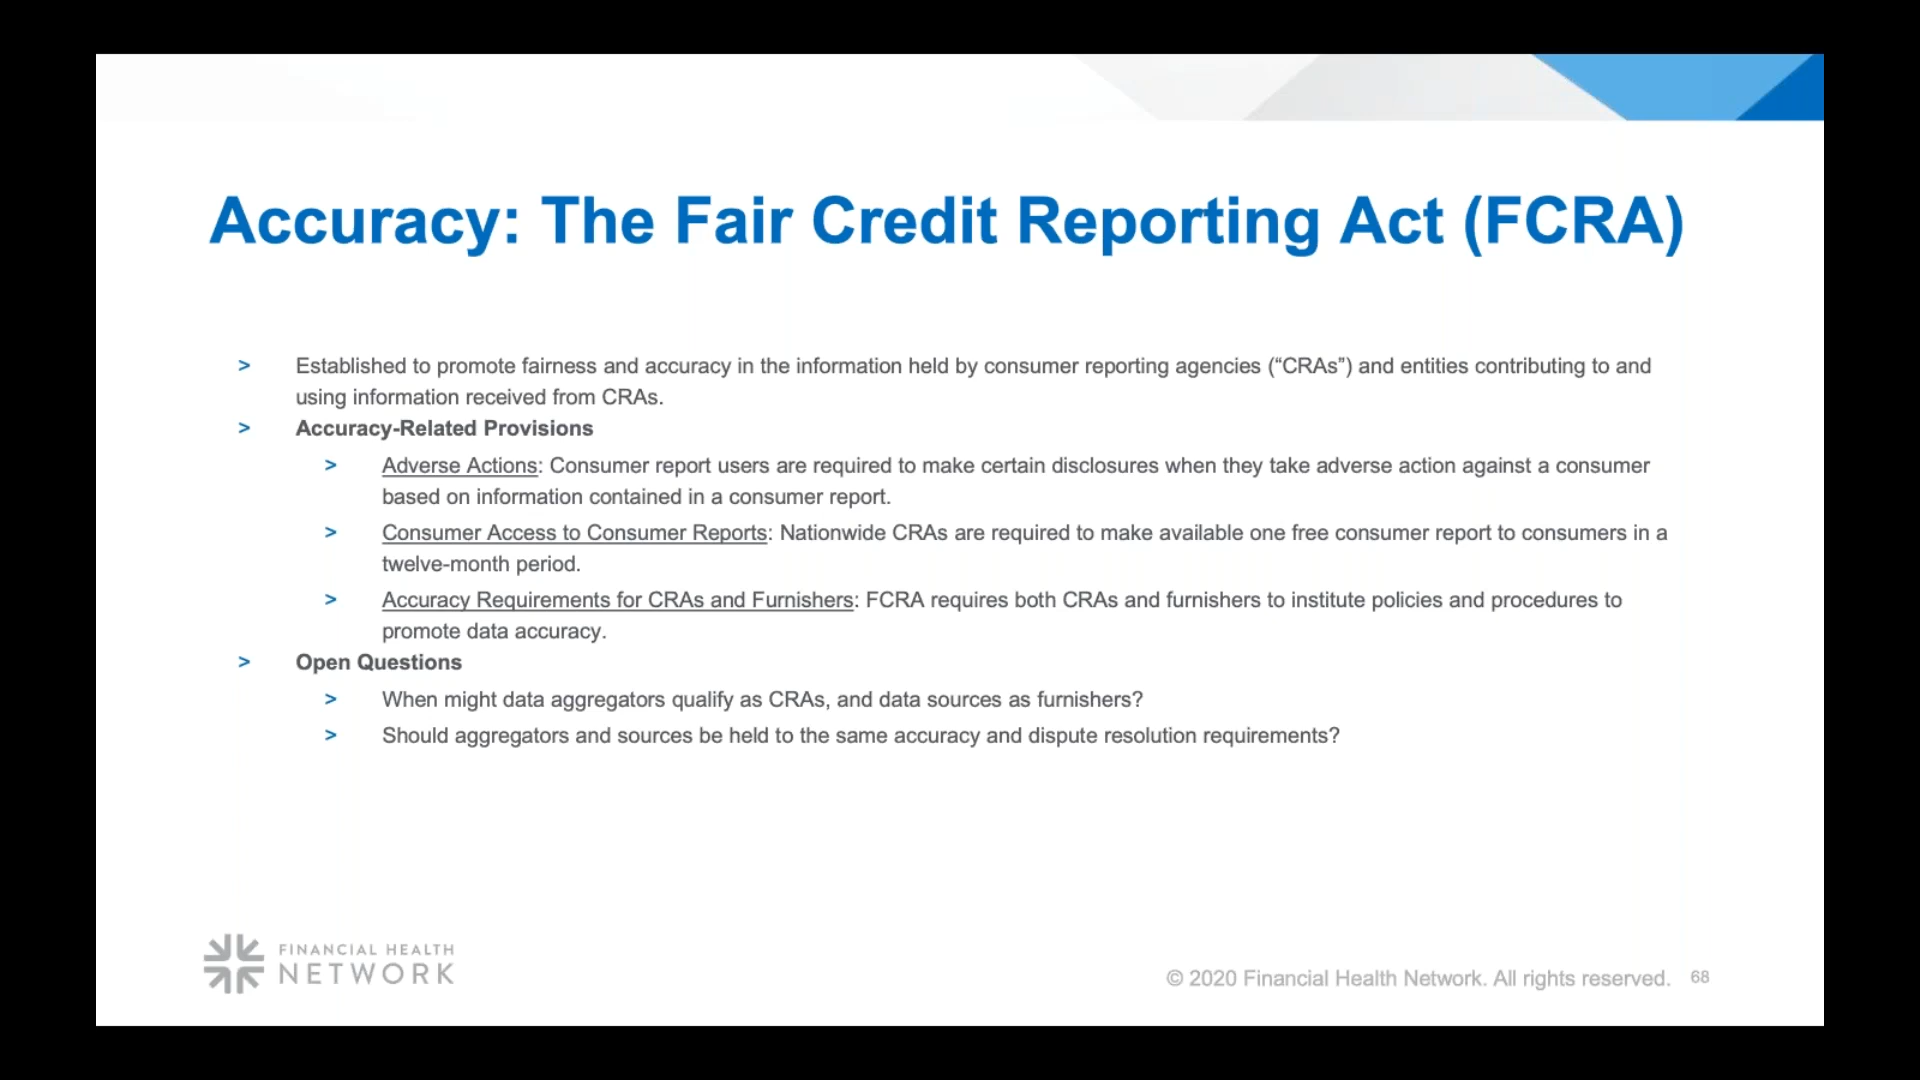 Accuracy: The Fair Credit Reporting Act (FCRA)
> Established to promote fairness and accuracy in the information held by consumer reporting agencies (“CRAs”) and entities contributing to and
using information received from CRAs.
> Accuracy-Related Provisions
> Adverse Actions: Consumer report users are required to make certain disclosures when they take adverse action against a consumer
based on information contained in a consumer report.
> Consumer Access to Consumer Reports: Nationwide CRAs are required to make available one free consumer report to consumers in a
twelve-month period.
> Accuracy Requirements for CRAs and Furnishers: FCRA requires both CRAs and furnishers to institute policies and procedures to
promote data accuracy.
> Open Questions
> When might data aggregators qualify as CRAs, and data sources as furnishers?
> Should aggregators and sources be held to the same accuracy and dispute resolution requirements?
FINANCIAL HEALTH
NETWORK
© 2020 Financial Health Network. All rights reserved. 68